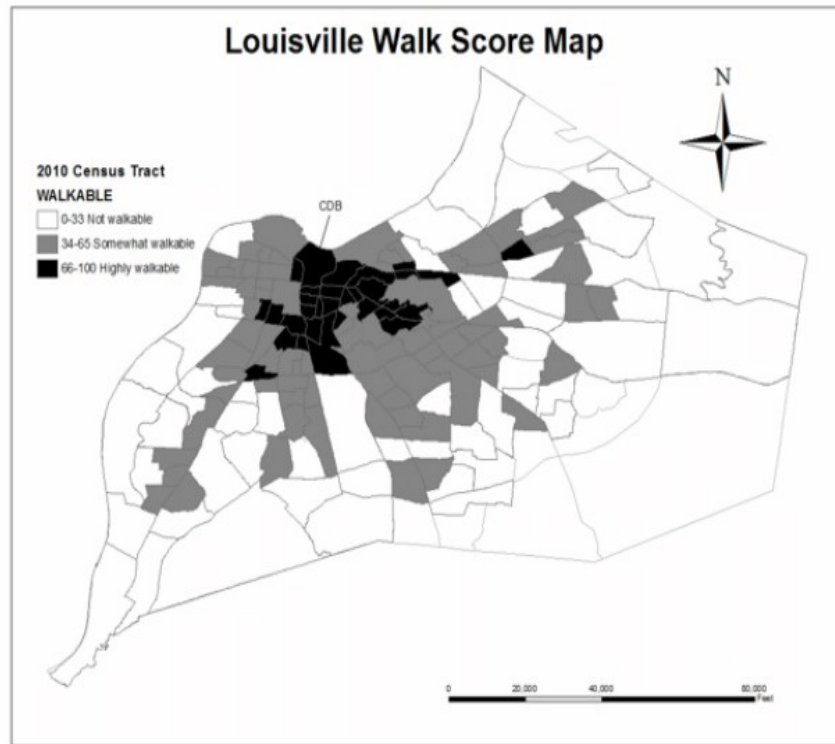 Louisville Walk Score Map
N
2010 Census Tract
WALKABLE
0-33 Not walkable
34-65 Somewhat walkable
66-100 Highly walkable
CDB
0 20,000 40,000 80,000
Feet